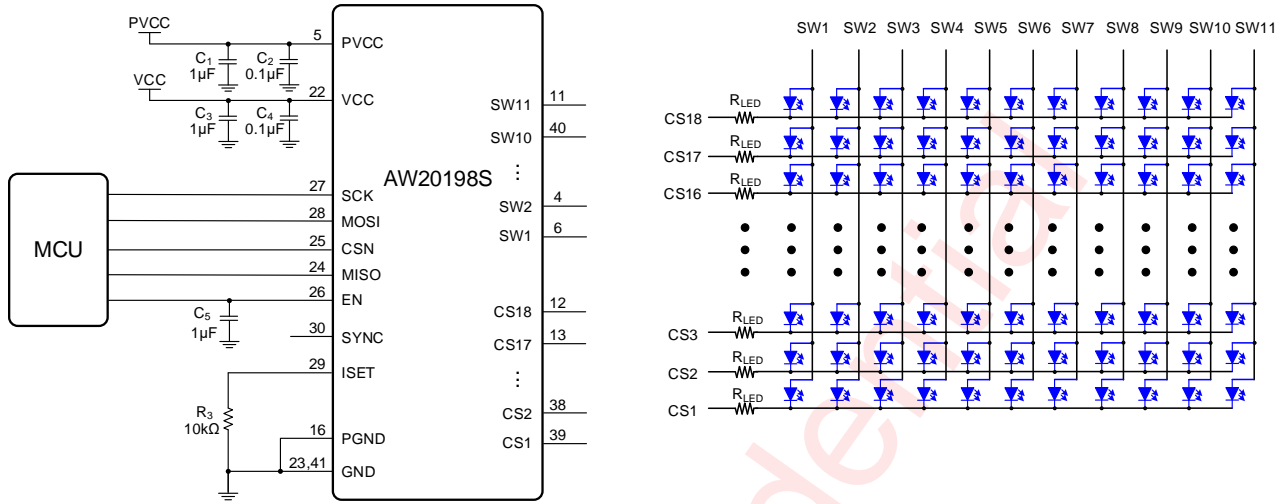 PVCC
C1
1µF
C2
0.1µF
5
PVCC
VCC
C3
1µF
C4
0.1µF
22
VCC
AW20198S
MCU
27
SCK
28
MOSI
25
CSN
24
MISO
26
EN
C5
1µF
30
SYNC
29
ISET
R3
10kΩ
16
PGND
23,41
GND
SW11
11
SW10
40
SW2
4
SW1
6
CS18
12
CS17
13
CS2
38
CS1
39
SW1 SW2 SW3 SW4 SW5 SW6 SW7 SW8 SW9 SW10 SW11
CS18 RLED
CS17 RLED
CS16 RLED
CS3 RLED
CS2 RLED
CS1 RLED